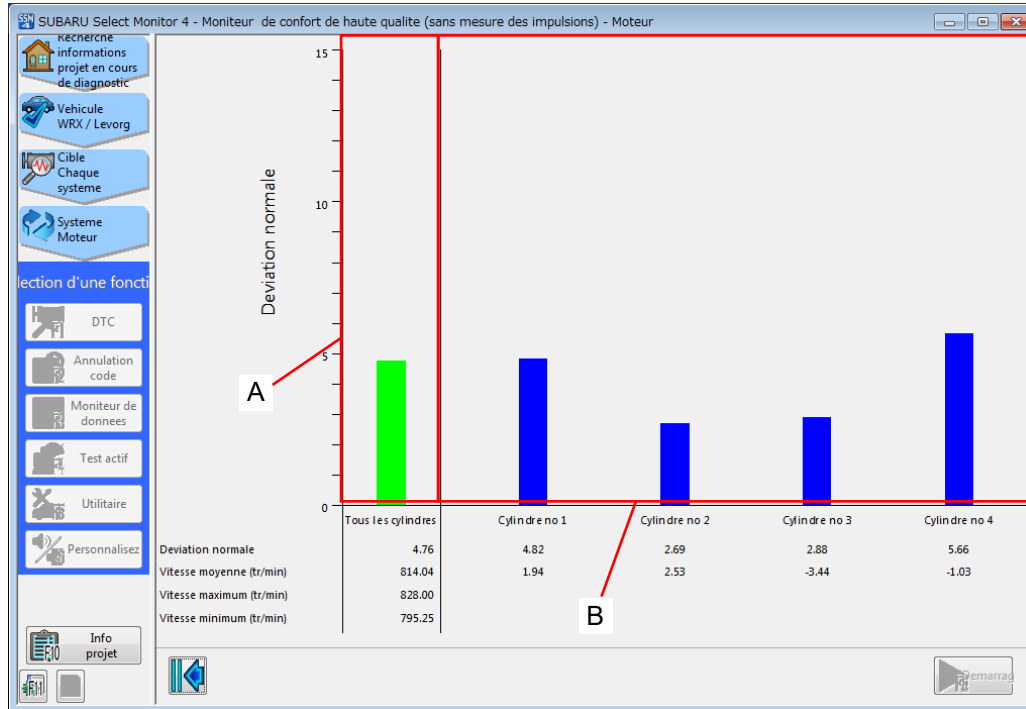 SUBARU Select Monitor 4 - Moniteur de confort de haute qualite (sans mesure des impulsions) - Moteur
Recherche
informations
projet en cours
de diagnostic
Vehicule
WRX / Levorg
Cible
Chaque
systeme
Systeme
Moteur
lection d'une foncti
DTC
Annulation
code
Moniteur de
donnees
Test actif
Utilitaire
Personnalisez
Info
projet
F10
F11
Deviation normale
15
10
5
0
A
B
Tous les cylindres Cylindre no 1 Cylindre no 2 Cylindre no 3 Cylindre no 4
Deviation normale 4.76 4.82 2.69 2.88 5.66
Vitesse moyenne (tr/min) 814.04 1.94 2.53 -3.44 -1.03
Vitesse maximum (tr/min) 828.00
Vitesse minimum (tr/min) 795.25
Demarrag